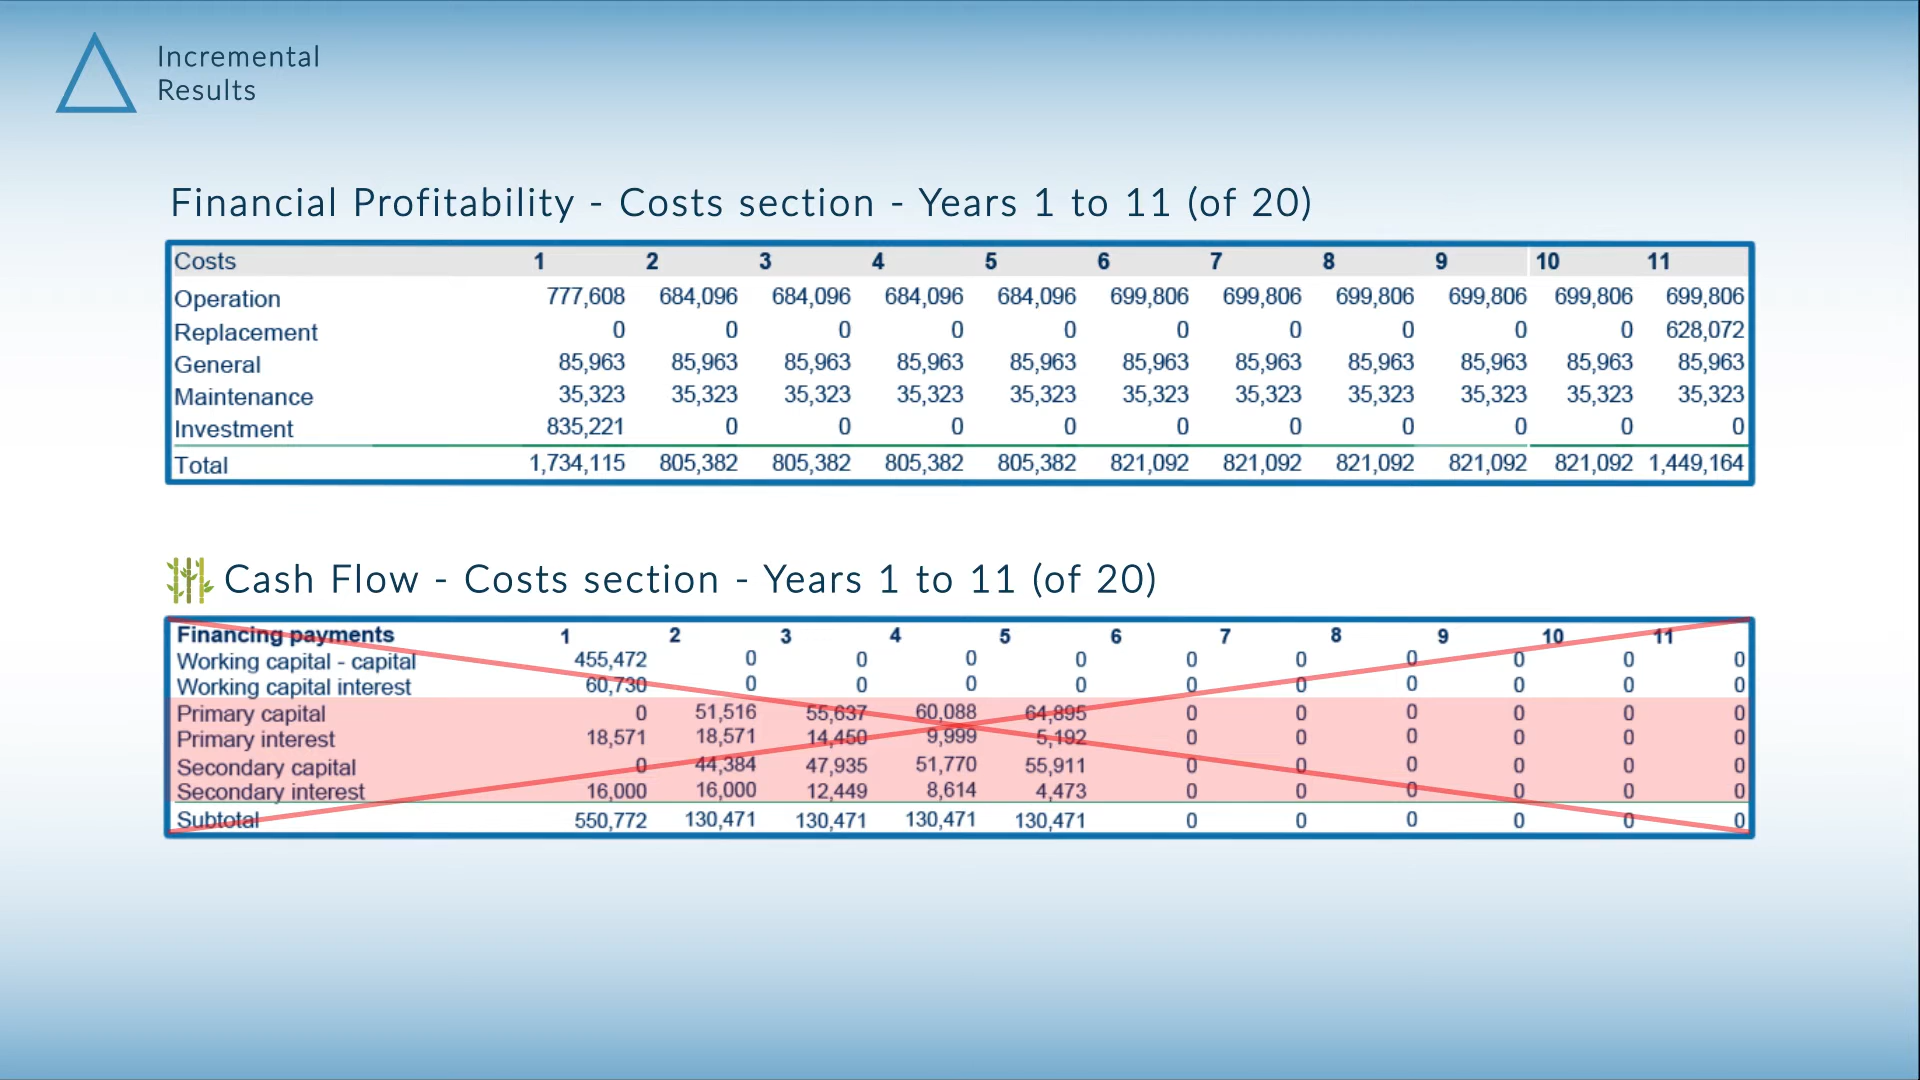 Incremental
Results
Financial Profitability - Costs section - Years 1 to 11 (of 20)
Costs 1 2 3 4 5 6 7 8 9 10 11
Operation 777,608 684,096 684,096 684,096 684,096 699,806 699,806 699,806 699,806 699,806 699,806
Replacement 0 0 0 0 0 0 0 0 0 0 628,072
General 85,963 85,963 85,963 85,963 85,963 85,963 85,963 85,963 85,963 85,963 85,963
Maintenance 35,323 35,323 35,323 35,323 35,323 35,323 35,323 35,323 35,323 35,323 35,323
Investment 835,221 0 0 0 0 0 0 0 0 0 0
Total 1,734,115 805,382 805,382 805,382 805,382 821,092 821,092 821,092 821,092 821,092 1,449,164
Cash Flow - Costs section - Years 1 to 11 (of 20)
Financing payments 1 2 3 4 5 6 7 8 9 10 11
Working capital - capital 455,472 0 0 0 0 0 0 0 0 0 0
Working capital interest 60,730 0 0 0 0 0 0 0 0 0 0
Primary capital 0 51,516 55,637 60,088 64,895 0 0 0 0 0 0
Primary interest 18,571 18,571 14,450 9,999 5,192 0 0 0 0 0 0
Secondary capital 0 44,384 47,935 51,770 55,911 0 0 0 0 0 0
Secondary interest 16,000 16,000 12,449 8,614 4,473 0 0 0 0 0 0
Subtotal 550,772 130,471 130,471 130,471 130,471 0 0 0 0 0 0